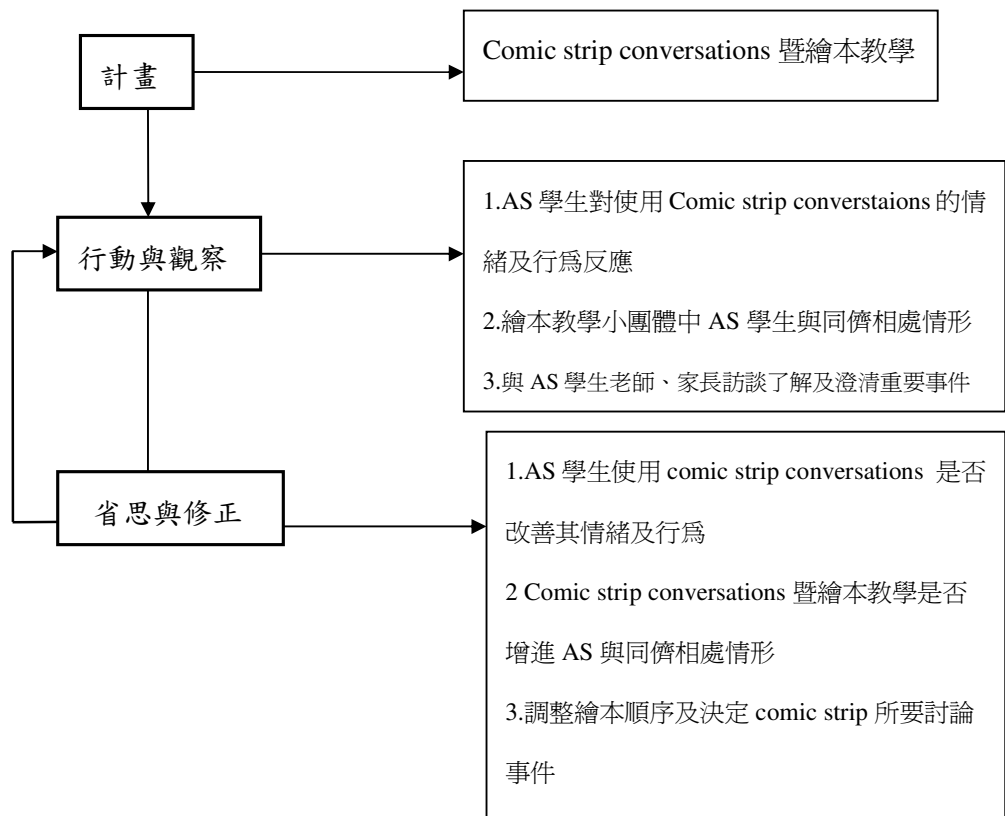 計畫
Comic strip conversations 暨繪本教學
行動與觀察
1.AS 學生對使用 Comic strip converstaions 的情
緒及行為反應
2.繪本教學小團體中 AS 學生與同儕相處情形
3.與 AS 學生老師、家長訪談了解及澄清重要事件
省思與修正
1.AS 學生使用 comic strip conversations 是否
改善其情緒及行為
2 Comic strip conversations 暨繪本教學是否
增進 AS 與同儕相處情形
3.調整繪本順序及決定 comic strip 所要討論
事件